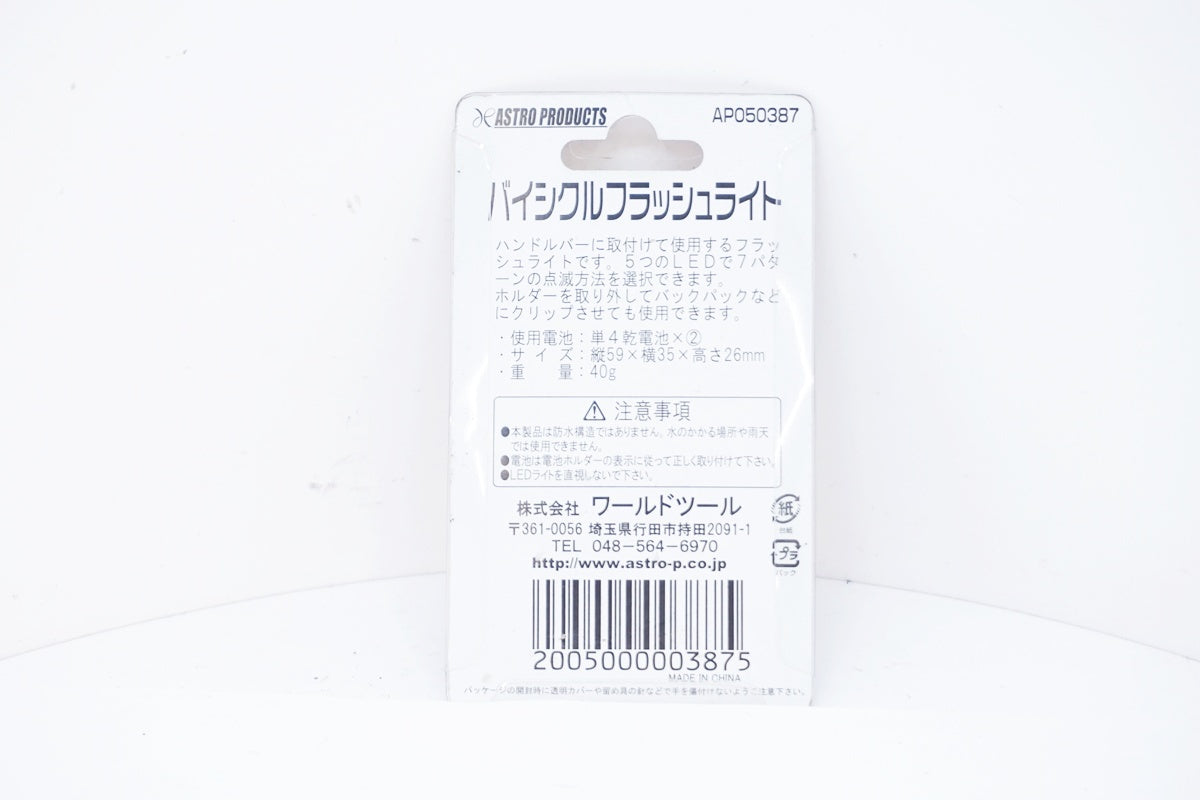 ASTRO PRODUCTS
AP050387
バイシクルフラッシュライト
ハンドルバーに取付けて使用するフラッ
シュライトです。５つのＬＥＤで７パタ
ーンの点滅方法を選択できます。
ホルダーを取り外してバックパックなど
にクリップさせても使用できます。
・使用電池：単４乾電池×②
・サ イ ズ：縦59×横35×高さ26mm
・重　　量：40g
⚠ 注意事項
●本製品は防水構造ではありません。水のかかる場所や雨天
では使用できません。
●電池は電池ホルダーの表示に従って正しく取り付けて下さい。
●LEDライトを直視しないで下さい。
株式会社 ワールドツール
〒361-0056 埼玉県行田市持田2091-1
TEL 048-564-6970
http://www.astro-p.co.jp
紙
台紙
プラ
パック
2005000003875
MADE IN CHINA
パッケージの開封時に透明カバーや留め具の針などで手を傷付けないようご注意下さい。